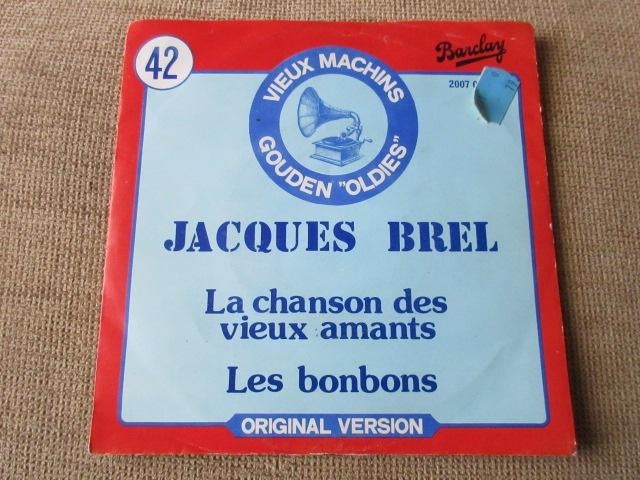 42
Barclay
2007
VIEUX MACHINS
GOUDEN "OLDIES"
JACQUES BREL
La chanson des
vieux amants
Les bonbons
ORIGINAL VERSION